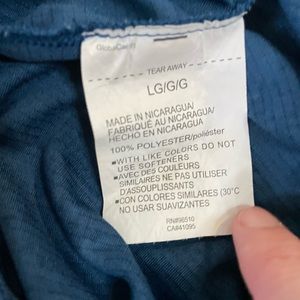 GlobalCare®
TEAR AWAY
LG/G/G
MADE IN NICARAGUA/
FABRIQUÉ AU NICARAGUA/
HECHO EN NICARAGUA
100% POLYESTER/poliéster
▪WITH LIKE COLORS DO NOT
USE SOFTENERS
▪AVEC DES COULEURS
SIMILAIRES NE PAS UTILISER
D'ASSOUPLISSANTS
▪CON COLORES SIMILARES (30°C
NO USAR SUAVIZANTES
RN#96510
CA#41095